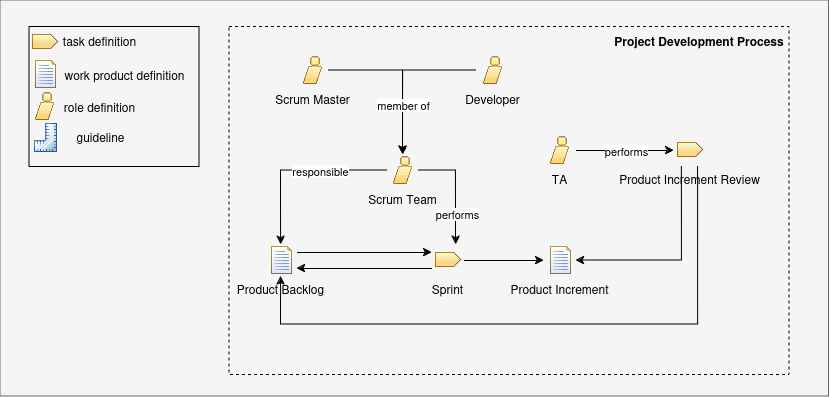 task definition
work product definition
role definition
guideline
Project Development Process
Scrum Master
Developer
member of
performs
TA
Product Increment Review
responsible
Scrum Team
performs
Product Backlog
Sprint
Product Increment